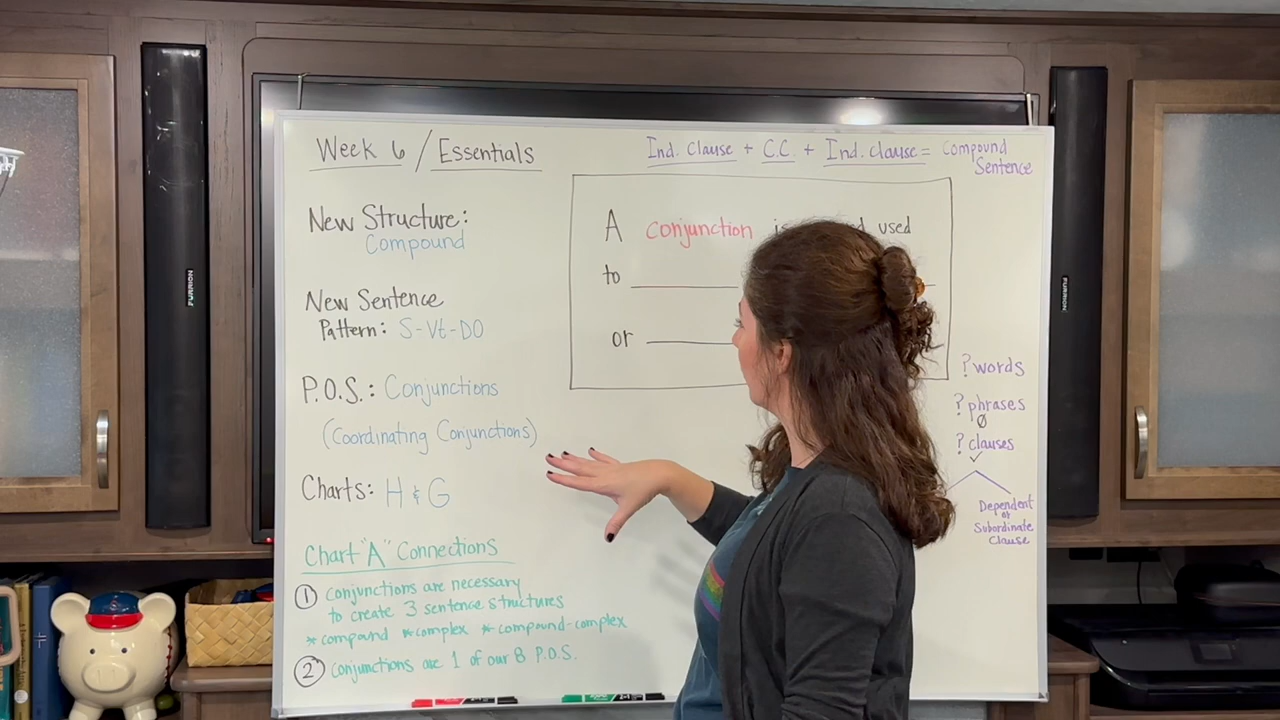 Week 6 / Essentials
Ind. Clause + C.C. + Ind. Clause = Compound
Sentence
New Structure:
Compound
New Sentence
Pattern: S-Vt-DO
P.O.S.: Conjunctions
(Coordinating Conjunctions)
Charts: H & G
Chart "A" Connections
① conjunctions are necessary
to create 3 sentence structures
* compound * complex * compound-complex
② conjunctions are 1 of our 8 P.O.S.
A conjunction is used
to
or
? words
? phrases
Ø
? clauses
✓
Dependent
or
Subordinate
Clause
FURRION
FURRION